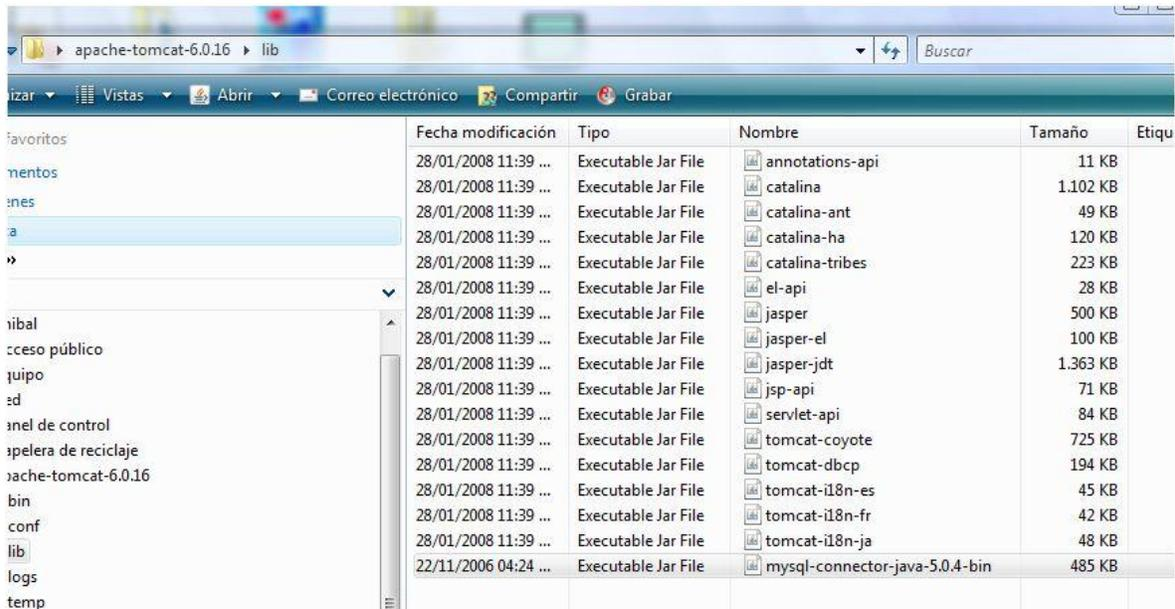 apache-tomcat-6.0.16 lib Buscar
izar Vistas Abrir Correo electrónico Compartir Grabar
Favoritos
mentos
enes
ta
»
nibal
cceso público
quipo
ed
anel de control
apelera de reciclaje
pache-tomcat-6.0.16
bin
conf
lib
logs
temp
Fecha modificación Tipo Nombre Tamaño Etiqu
28/01/2008 11:39 ... Executable Jar File annotations-api 11 KB
28/01/2008 11:39 ... Executable Jar File catalina 1.102 KB
28/01/2008 11:39 ... Executable Jar File catalina-ant 49 KB
28/01/2008 11:39 ... Executable Jar File catalina-ha 120 KB
28/01/2008 11:39 ... Executable Jar File catalina-tribes 223 KB
28/01/2008 11:39 ... Executable Jar File el-api 28 KB
28/01/2008 11:39 ... Executable Jar File jasper 500 KB
28/01/2008 11:39 ... Executable Jar File jasper-el 100 KB
28/01/2008 11:39 ... Executable Jar File jasper-jdt 1.363 KB
28/01/2008 11:39 ... Executable Jar File jsp-api 71 KB
28/01/2008 11:39 ... Executable Jar File servlet-api 84 KB
28/01/2008 11:39 ... Executable Jar File tomcat-coyote 725 KB
28/01/2008 11:39 ... Executable Jar File tomcat-dbcp 194 KB
28/01/2008 11:39 ... Executable Jar File tomcat-i18n-es 45 KB
28/01/2008 11:39 ... Executable Jar File tomcat-i18n-fr 42 KB
28/01/2008 11:39 ... Executable Jar File tomcat-i18n-ja 48 KB
22/11/2006 04:24 ... Executable Jar File mysql-connector-java-5.0.4-bin 485 KB